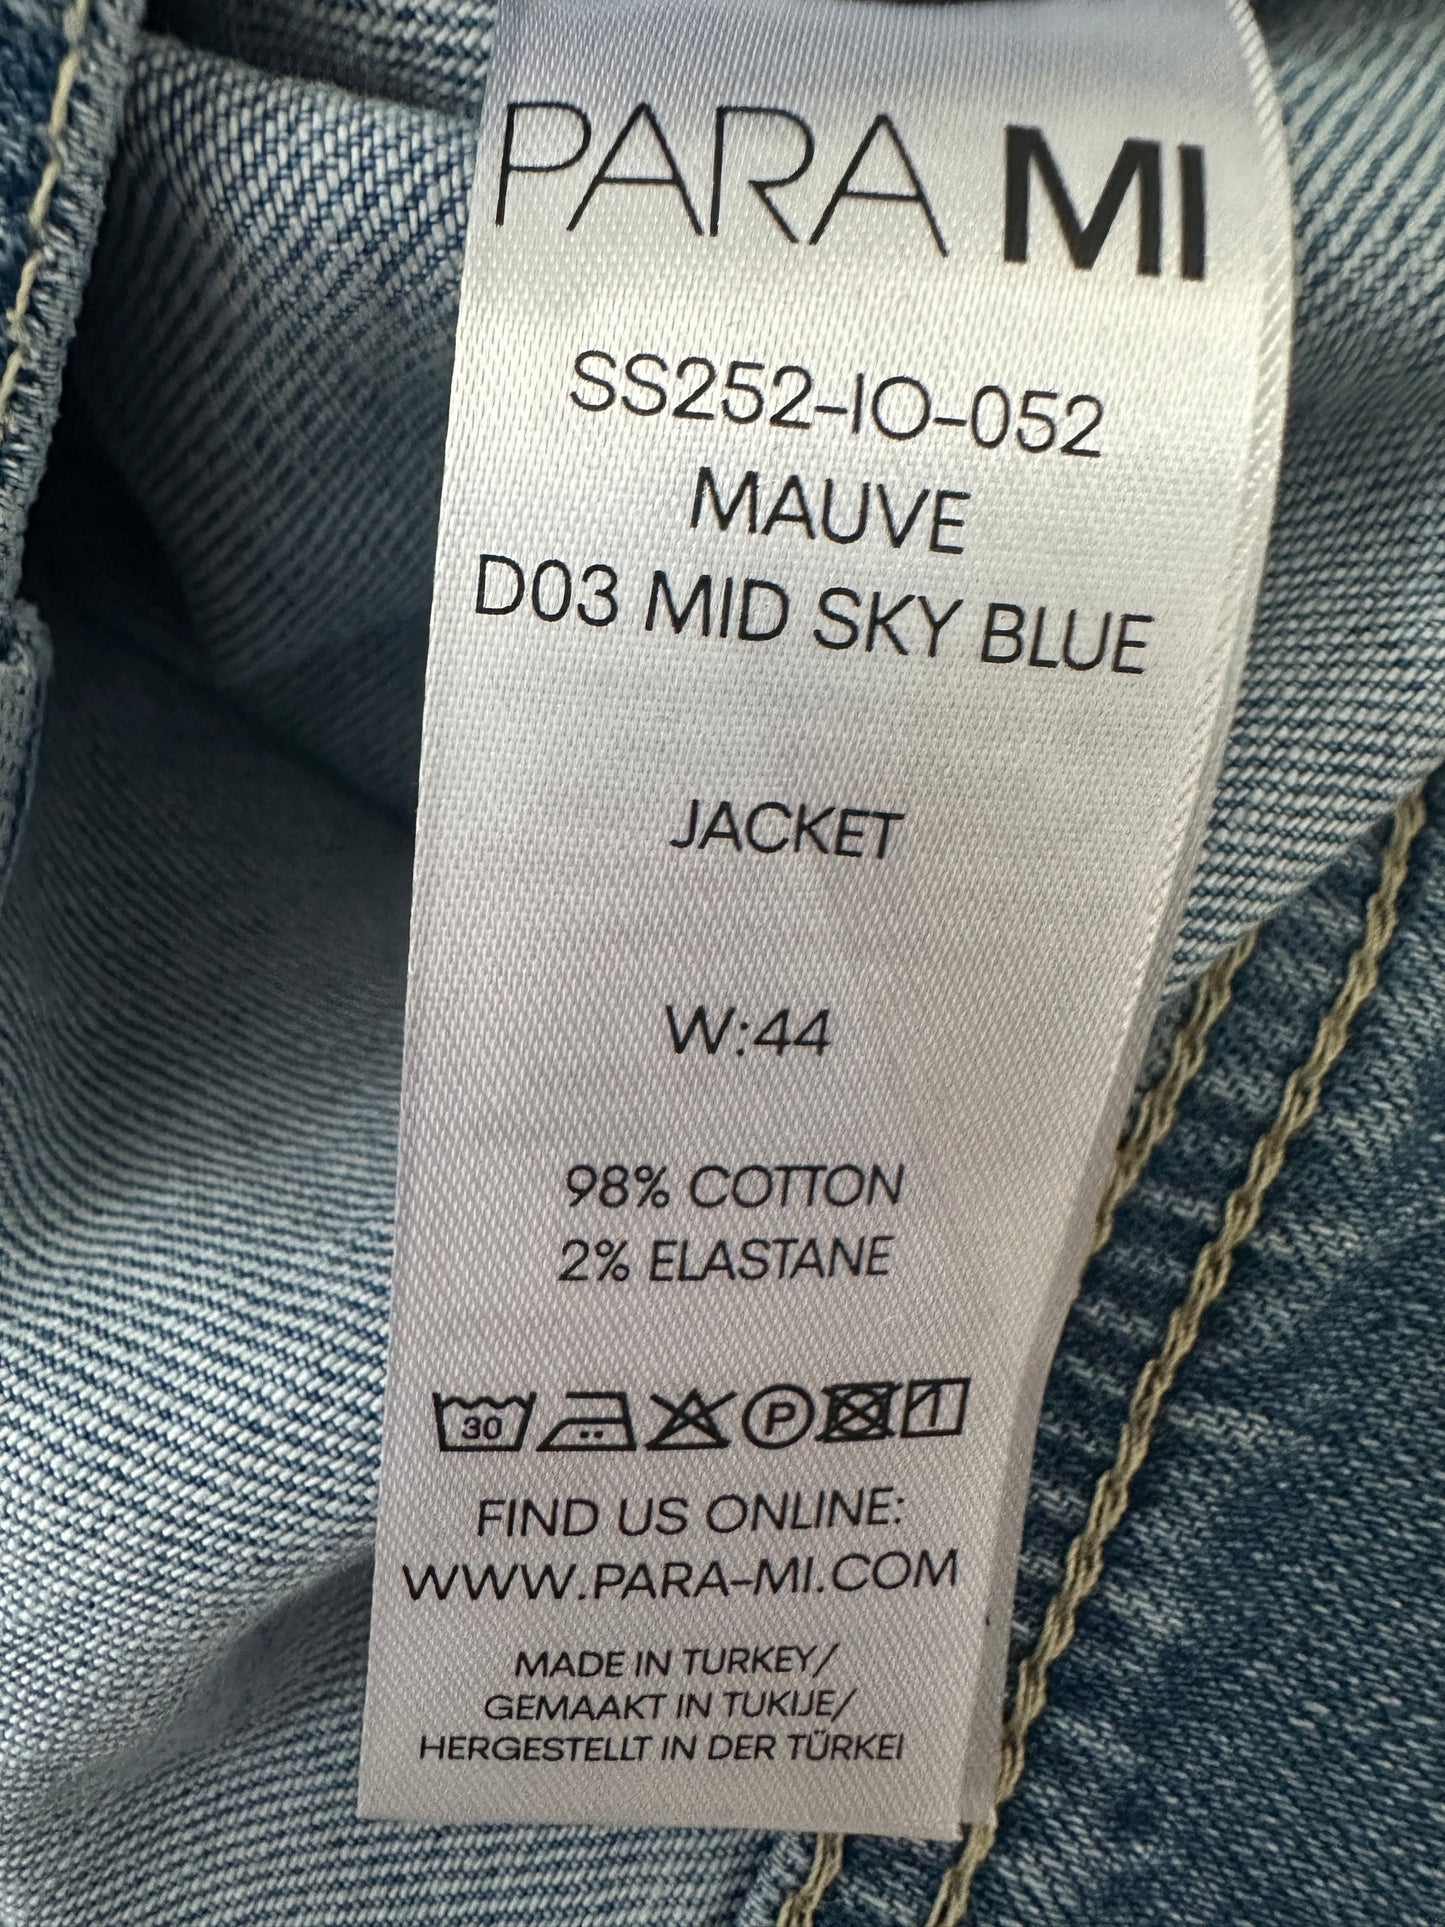 PARA MI
SS252-IO-052
MAUVE
D03 MID SKY BLUE
JACKET
W:44
98% COTTON
2% ELASTANE
30 P 1
FIND US ONLINE:
WWW.PARA-MI.COM
MADE IN TURKEY/
GEMAAKT IN TUKIJE/
HERGESTELLT IN DER TÜRKEI